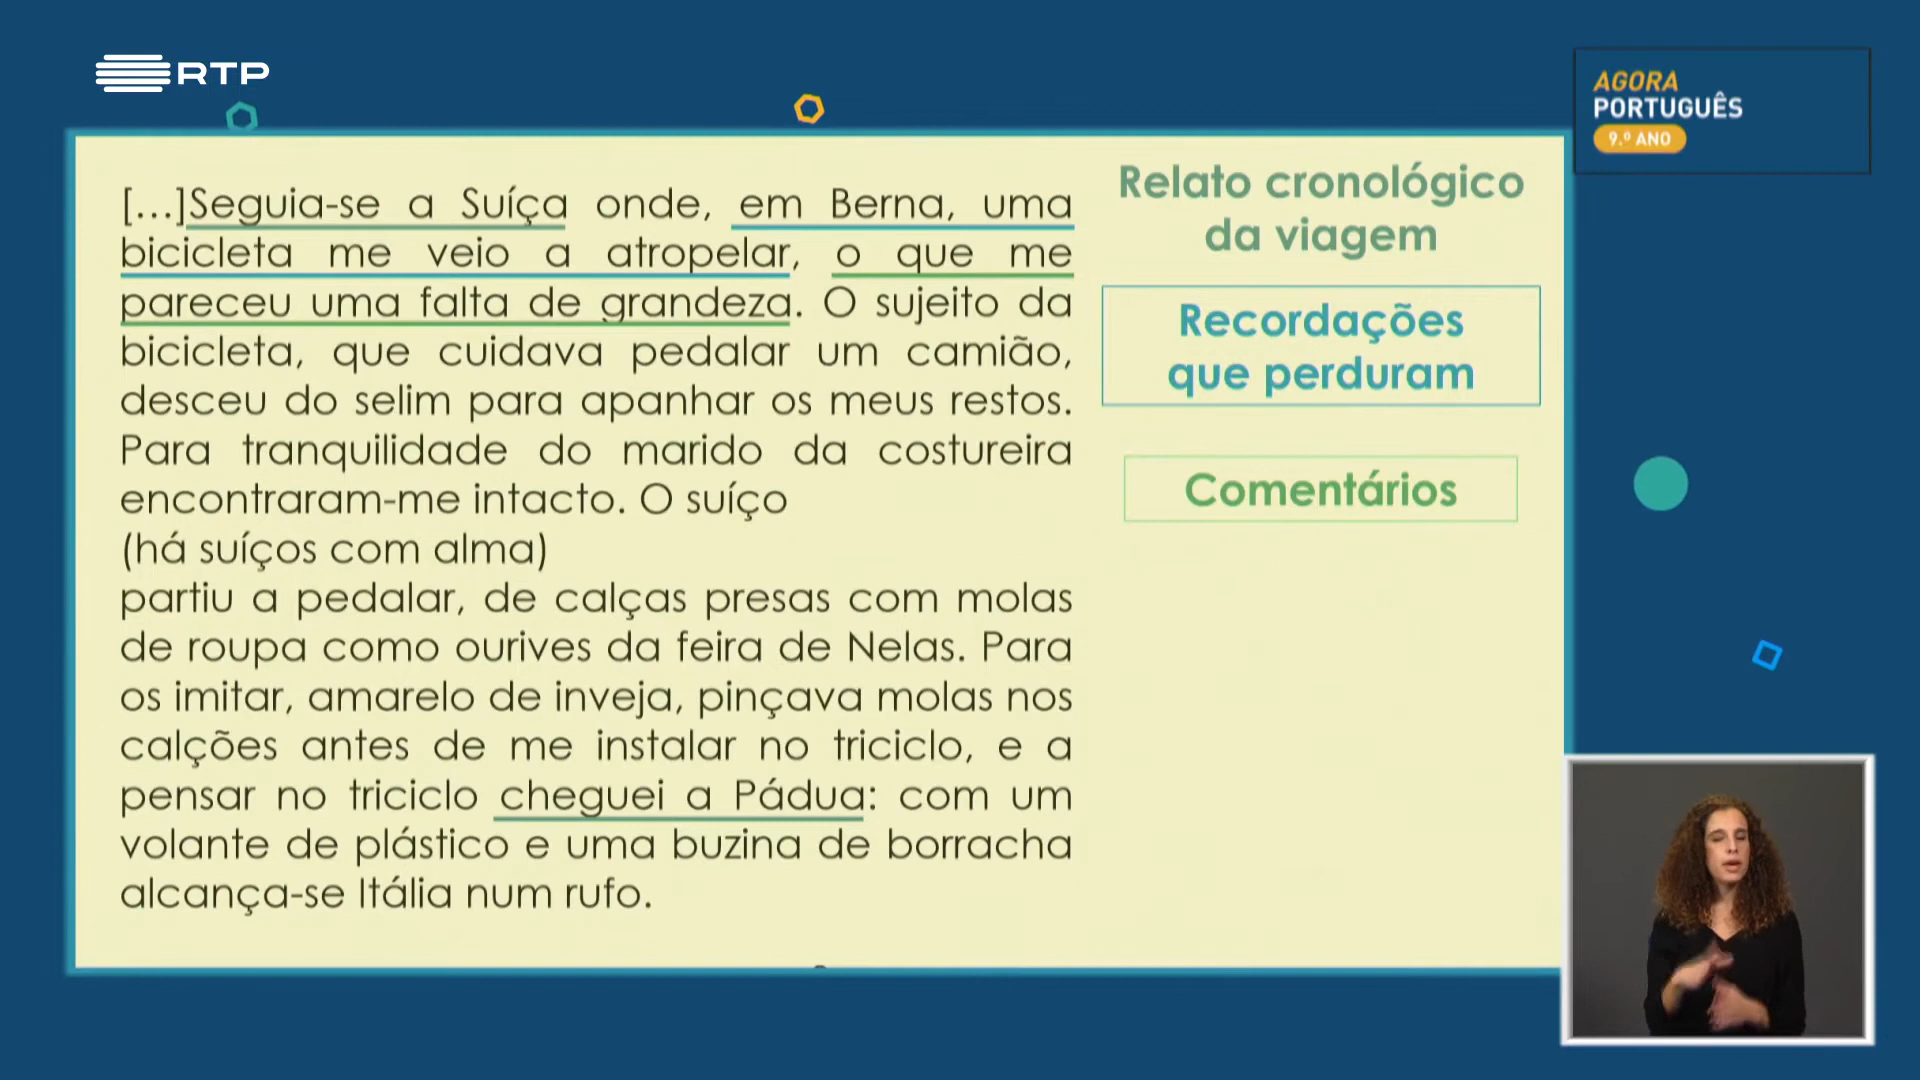 RTP
AGORA
PORTUGUÊS
9.º ANO
[...]Seguia-se a Suíça onde, em Berna, uma
bicicleta me veio a atropelar, o que me
pareceu uma falta de grandeza. O sujeito da
bicicleta, que cuidava pedalar um camião,
desceu do selim para apanhar os meus restos.
Para tranquilidade do marido da costureira
encontraram-me intacto. O suíço
(há suíços com alma)
partiu a pedalar, de calças presas com molas
de roupa como ourives da feira de Nelas. Para
os imitar, amarelo de inveja, pinçava molas nos
calções antes de me instalar no triciclo, e a
pensar no triciclo cheguei a Pádua: com um
volante de plástico e uma buzina de borracha
alcança-se Itália num rufo.
Relato cronológico
da viagem
Recordações
que perduram
Comentários